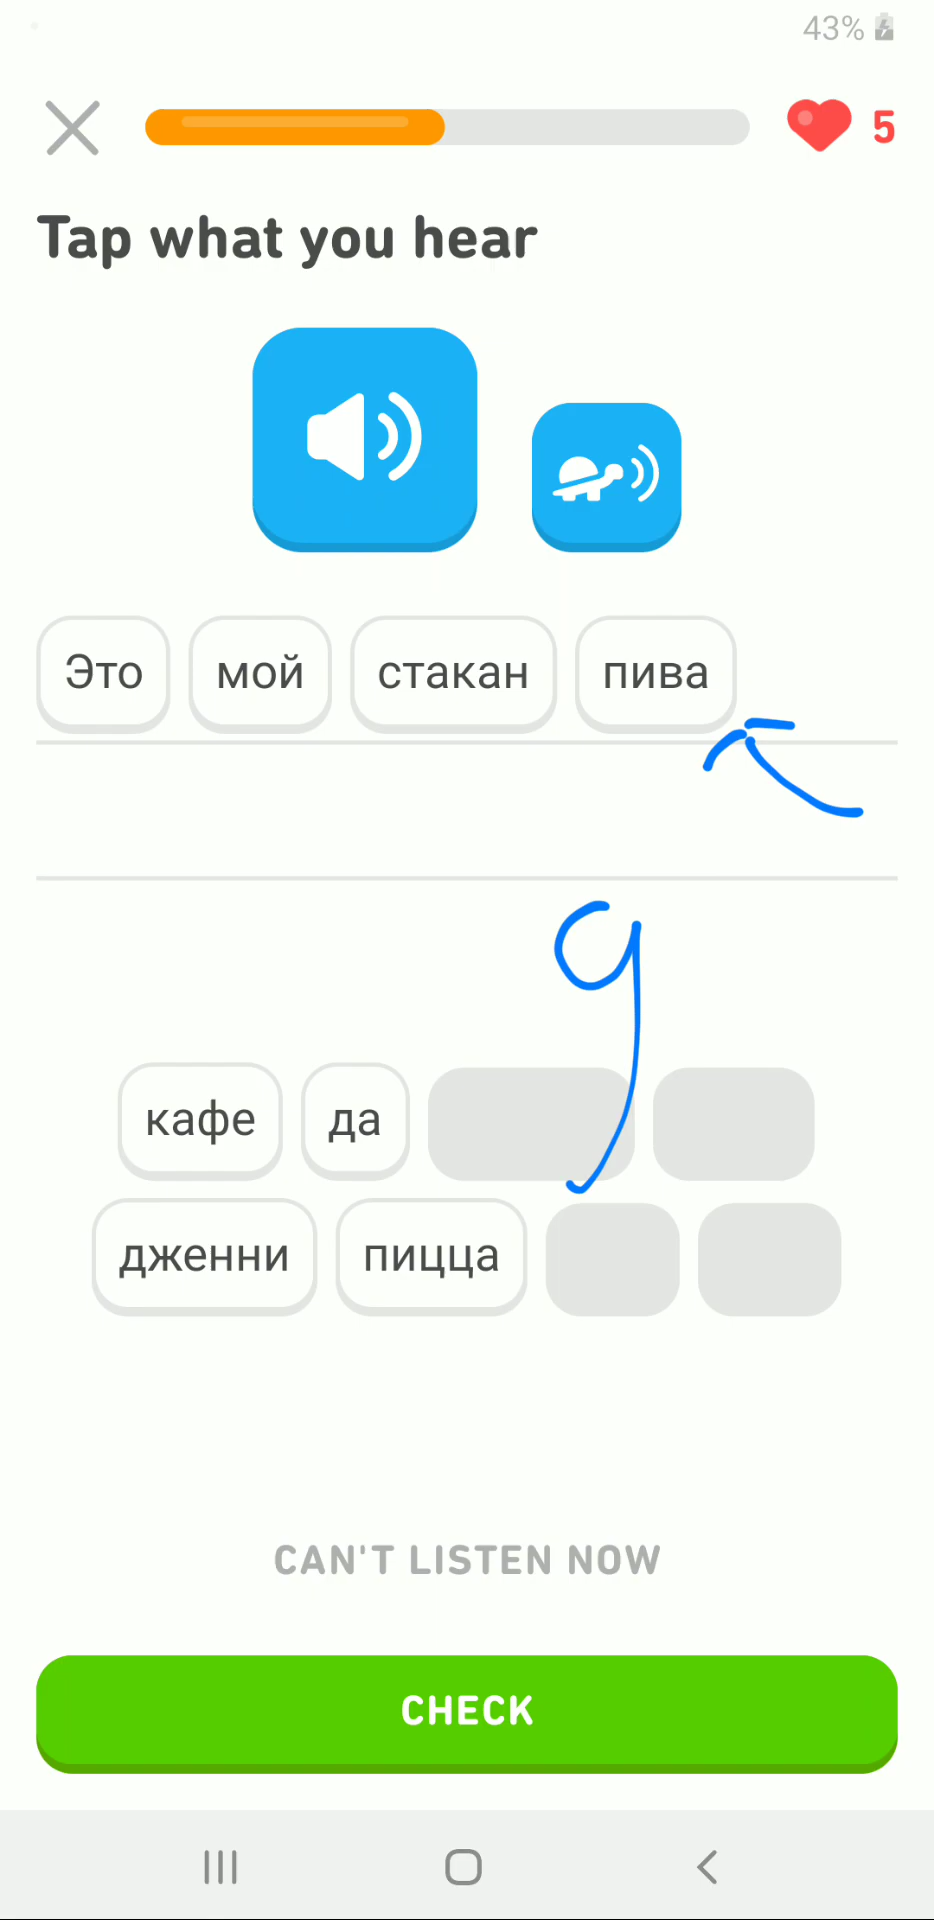 43%
5
Tap what you hear
Это мой стакан пива
кафе да
дженни пицца
CAN'T LISTEN NOW
CHECK